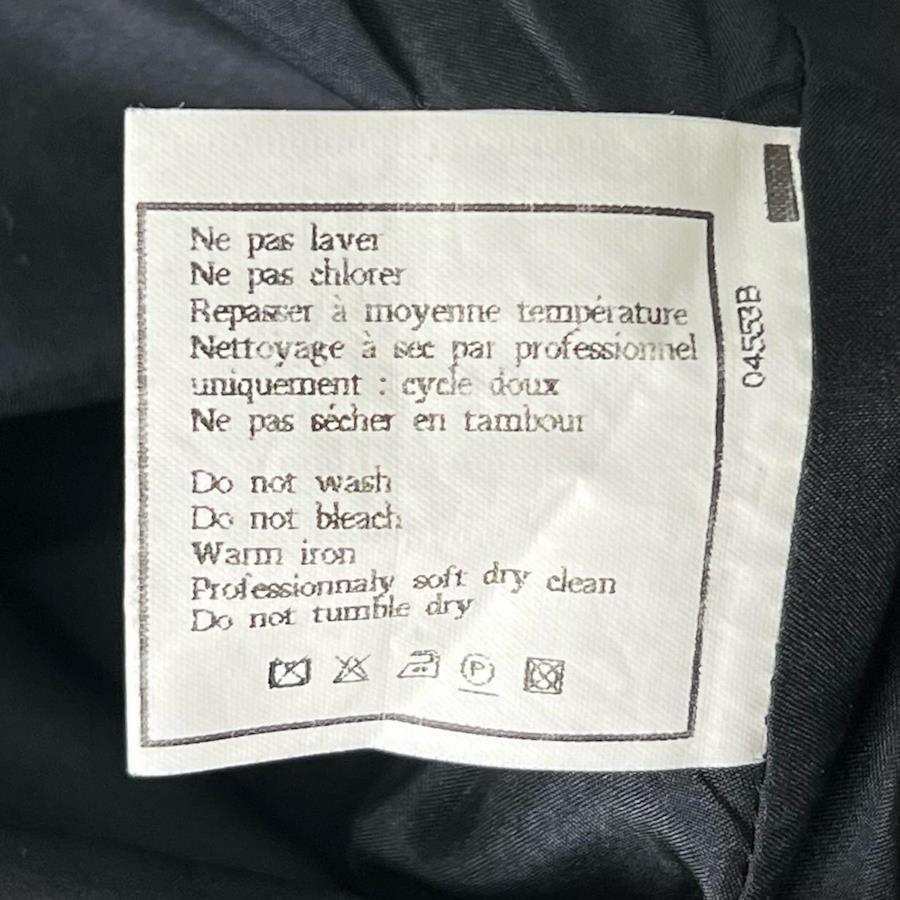 Ne pas laver
Ne pas chlorer
Repasser à moyenne température
Nettoyage à sec par professionnel
uniquement : cycle doux
Ne pas sécher en tambour
Do not wash
Do not bleach
Warm iron
Professionnaly soft dry clean
Do not tumble dry
P
04553B